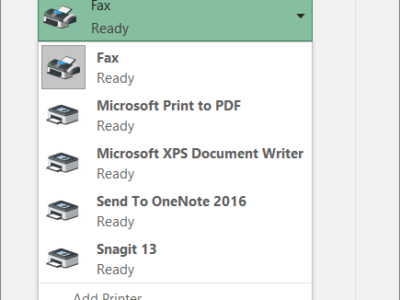 Fax
Ready
Fax
Ready
Microsoft Print to PDF
Ready
Microsoft XPS Document Writer
Ready
Send To OneNote 2016
Ready
Snagit 13
Ready
Add Printer